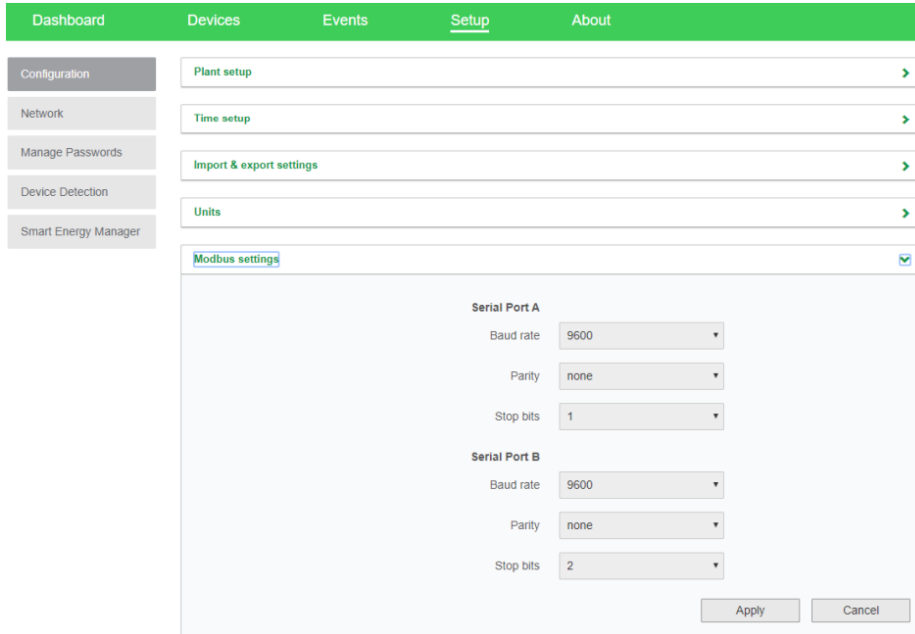 Dashboard Devices Events Setup About
Configuration
Network
Manage Passwords
Device Detection
Smart Energy Manager
Plant setup
Time setup
Import & export settings
Units
Modbus settings
Serial Port A
Baud rate 9600
Parity none
Stop bits 1
Serial Port B
Baud rate 9600
Parity none
Stop bits 2
Apply Cancel